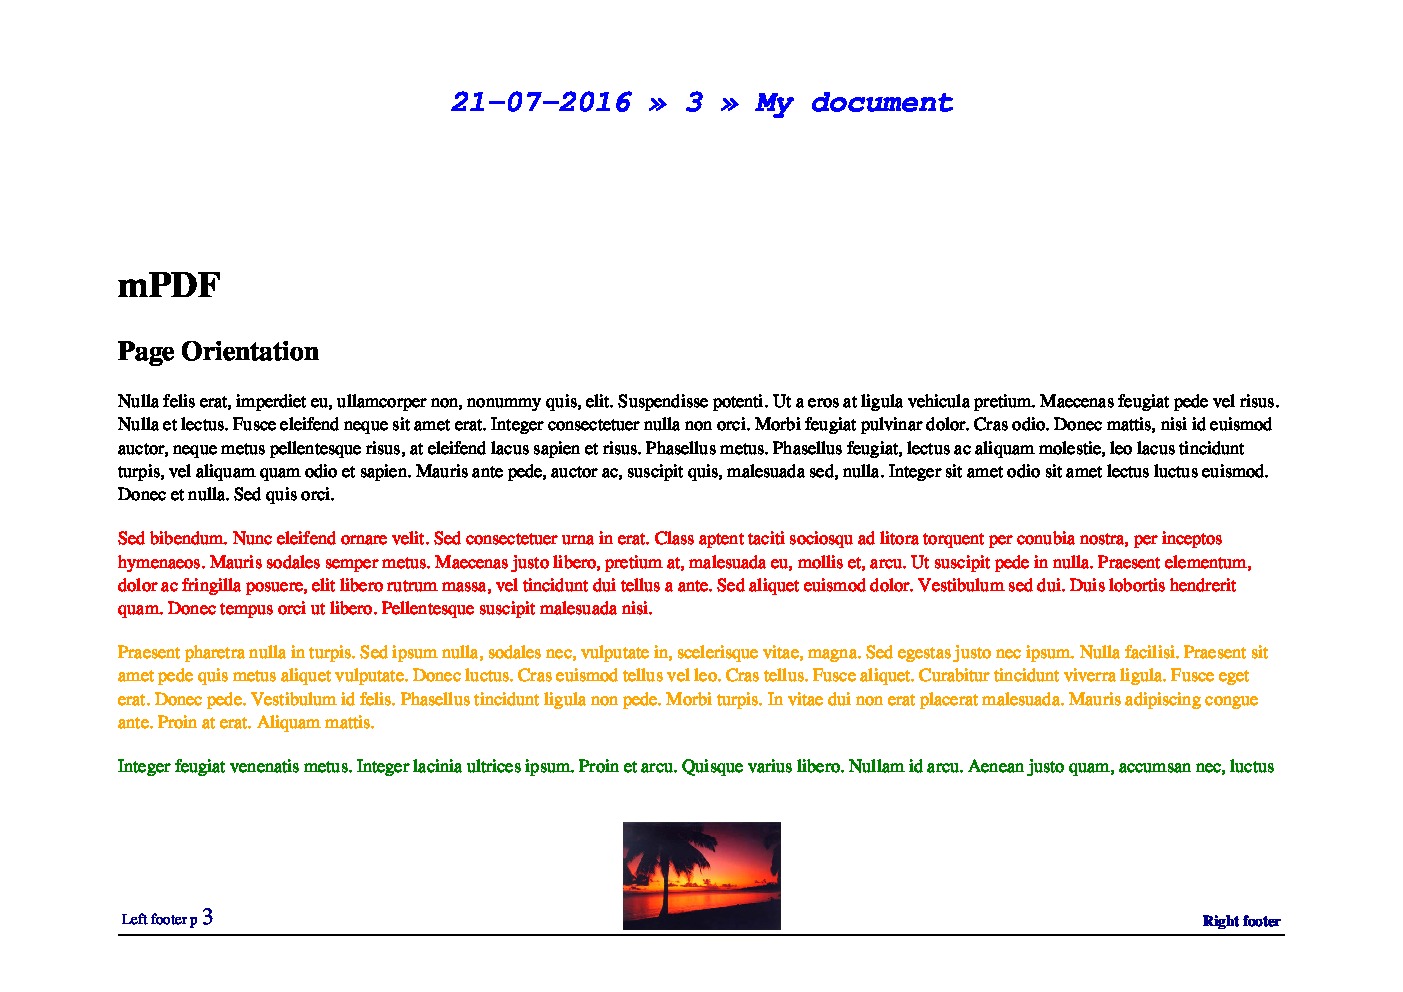 21-07-2016 » 3 » My document
mPDF
Page Orientation
Nulla felis erat, imperdiet eu, ullamcorper non, nonummy quis, elit. Suspendisse potenti. Ut a eros at ligula vehicula pretium. Maecenas feugiat pede vel risus.
Nulla et lectus. Fusce eleifend neque sit amet erat. Integer consectetuer nulla non orci. Morbi feugiat pulvinar dolor. Cras odio. Donec mattis, nisi id euismod
auctor, neque metus pellentesque risus, at eleifend lacus sapien et risus. Phasellus metus. Phasellus feugiat, lectus ac aliquam molestie, leo lacus tincidunt
turpis, vel aliquam quam odio et sapien. Mauris ante pede, auctor ac, suscipit quis, malesuada sed, nulla. Integer sit amet odio sit amet lectus luctus euismod.
Donec et nulla. Sed quis orci.
Sed bibendum. Nunc eleifend ornare velit. Sed consectetuer urna in erat. Class aptent taciti sociosqu ad litora torquent per conubia nostra, per inceptos
hymenaeos. Mauris sodales semper metus. Maecenas justo libero, pretium at, malesuada eu, mollis et, arcu. Ut suscipit pede in nulla. Praesent elementum,
dolor ac fringilla posuere, elit libero rutrum massa, vel tincidunt dui tellus a ante. Sed aliquet euismod dolor. Vestibulum sed dui. Duis lobortis hendrerit
quam. Donec tempus orci ut libero. Pellentesque suscipit malesuada nisi.
Praesent pharetra nulla in turpis. Sed ipsum nulla, sodales nec, vulputate in, scelerisque vitae, magna. Sed egestas justo nec ipsum. Nulla facilisi. Praesent sit
amet pede quis metus aliquet vulputate. Donec luctus. Cras euismod tellus vel leo. Cras tellus. Fusce aliquet. Curabitur tincidunt viverra ligula. Fusce eget
erat. Donec pede. Vestibulum id felis. Phasellus tincidunt ligula non pede. Morbi turpis. In vitae dui non erat placerat malesuada. Mauris adipiscing congue
ante. Proin at erat. Aliquam mattis.
Integer feugiat venenatis metus. Integer lacinia ultrices ipsum. Proin et arcu. Quisque varius libero. Nullam id arcu. Aenean justo quam, accumsan nec, luctus
Left footer p 3
Right footer